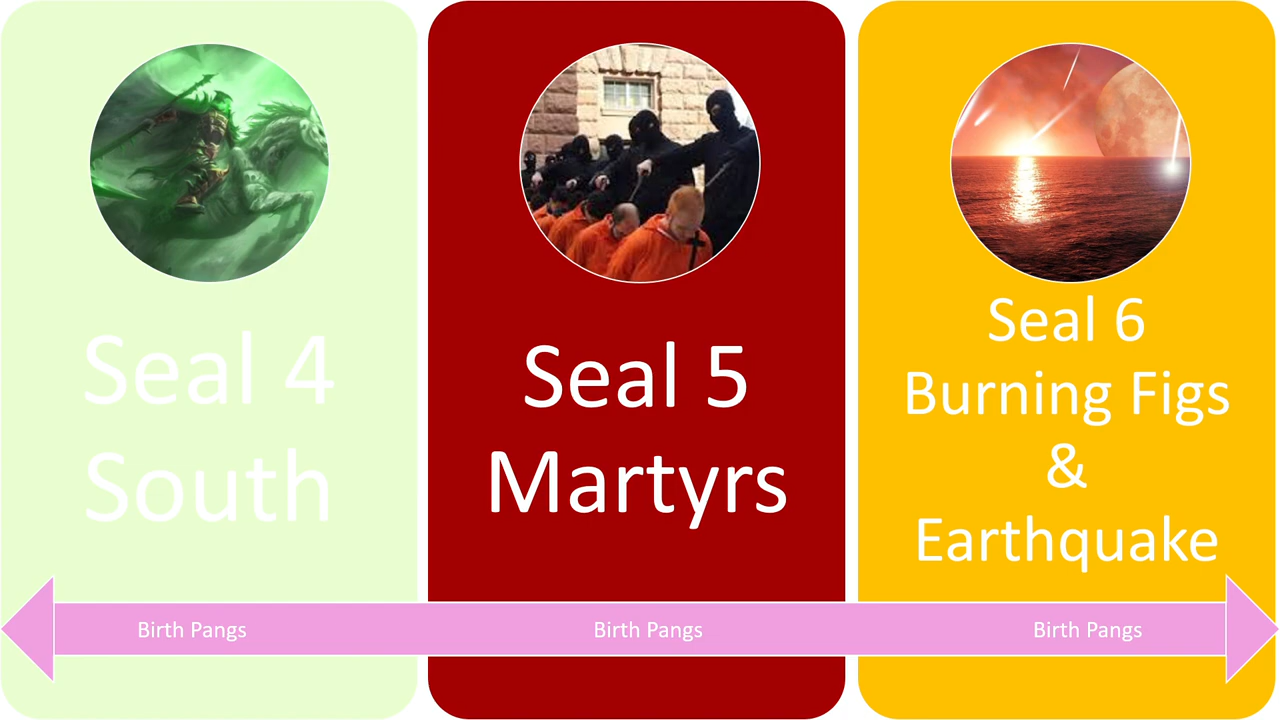 Seal 4
South
Seal 5
Martyrs
Seal 6
Burning Figs
&
Earthquake
Birth Pangs
Birth Pangs
Birth Pangs